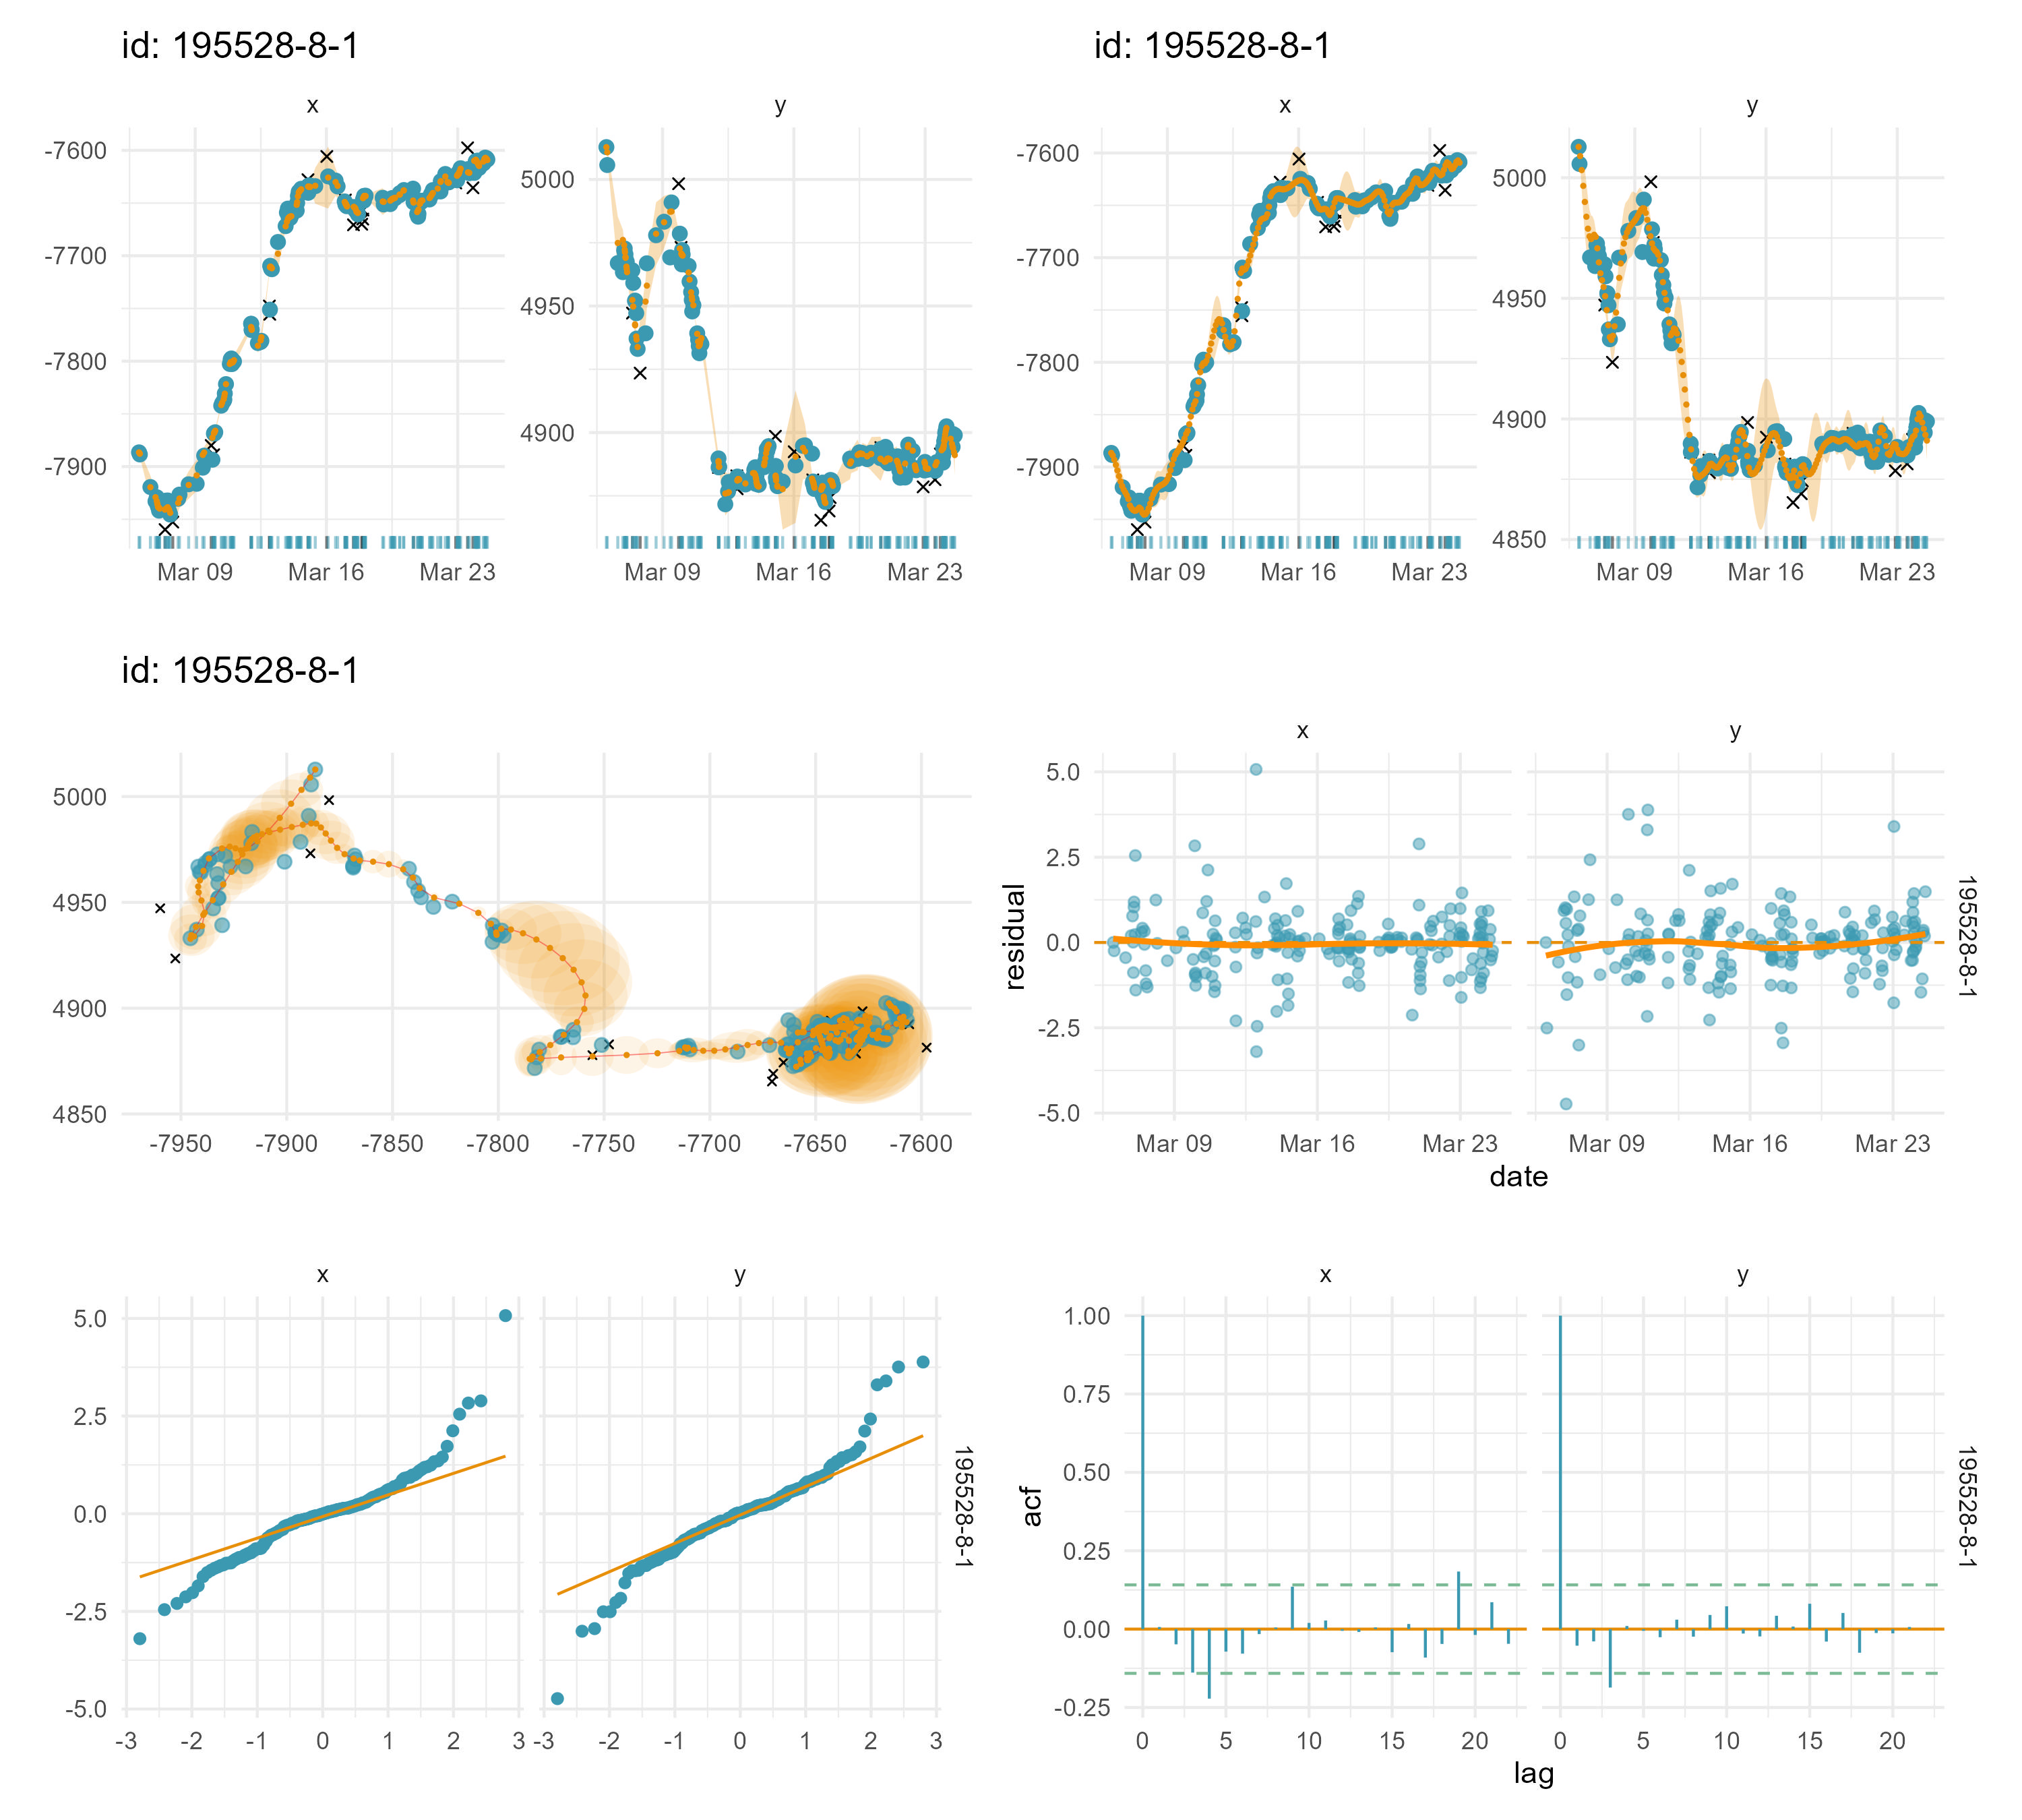 id: 195528-8-1
id: 195528-8-1
x
y
x
y
-7600
-7700
-7800
-7900
5000
4950
4900
-7600
-7700
-7800
-7900
5000
4950
4900
4850
Mar 09 Mar 16 Mar 23
Mar 09 Mar 16 Mar 23
Mar 09 Mar 16 Mar 23
Mar 09 Mar 16 Mar 23
id: 195528-8-1
5000
4950
4900
4850
-7950 -7900 -7850 -7800 -7750 -7700 -7650 -7600
x
y
residual
5.0
2.5
0.0
-2.5
-5.0
195528-8-1
Mar 09 Mar 16 Mar 23
Mar 09 Mar 16 Mar 23
date
x
y
5.0
2.5
0.0
-2.5
-5.0
195528-8-1
-3 -2 -1 0 1 2 3
-3 -2 -1 0 1 2 3
x
y
acf
1.00
0.75
0.50
0.25
0.00
-0.25
195528-8-1
0 5 10 15 20
0 5 10 15 20
lag